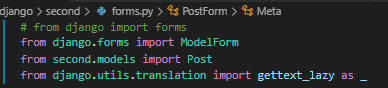 django > second > forms.py > PostForm > Meta
# from django import forms
from django.forms import ModelForm
from second.models import Post
from django.utils.translation import gettext_lazy as _